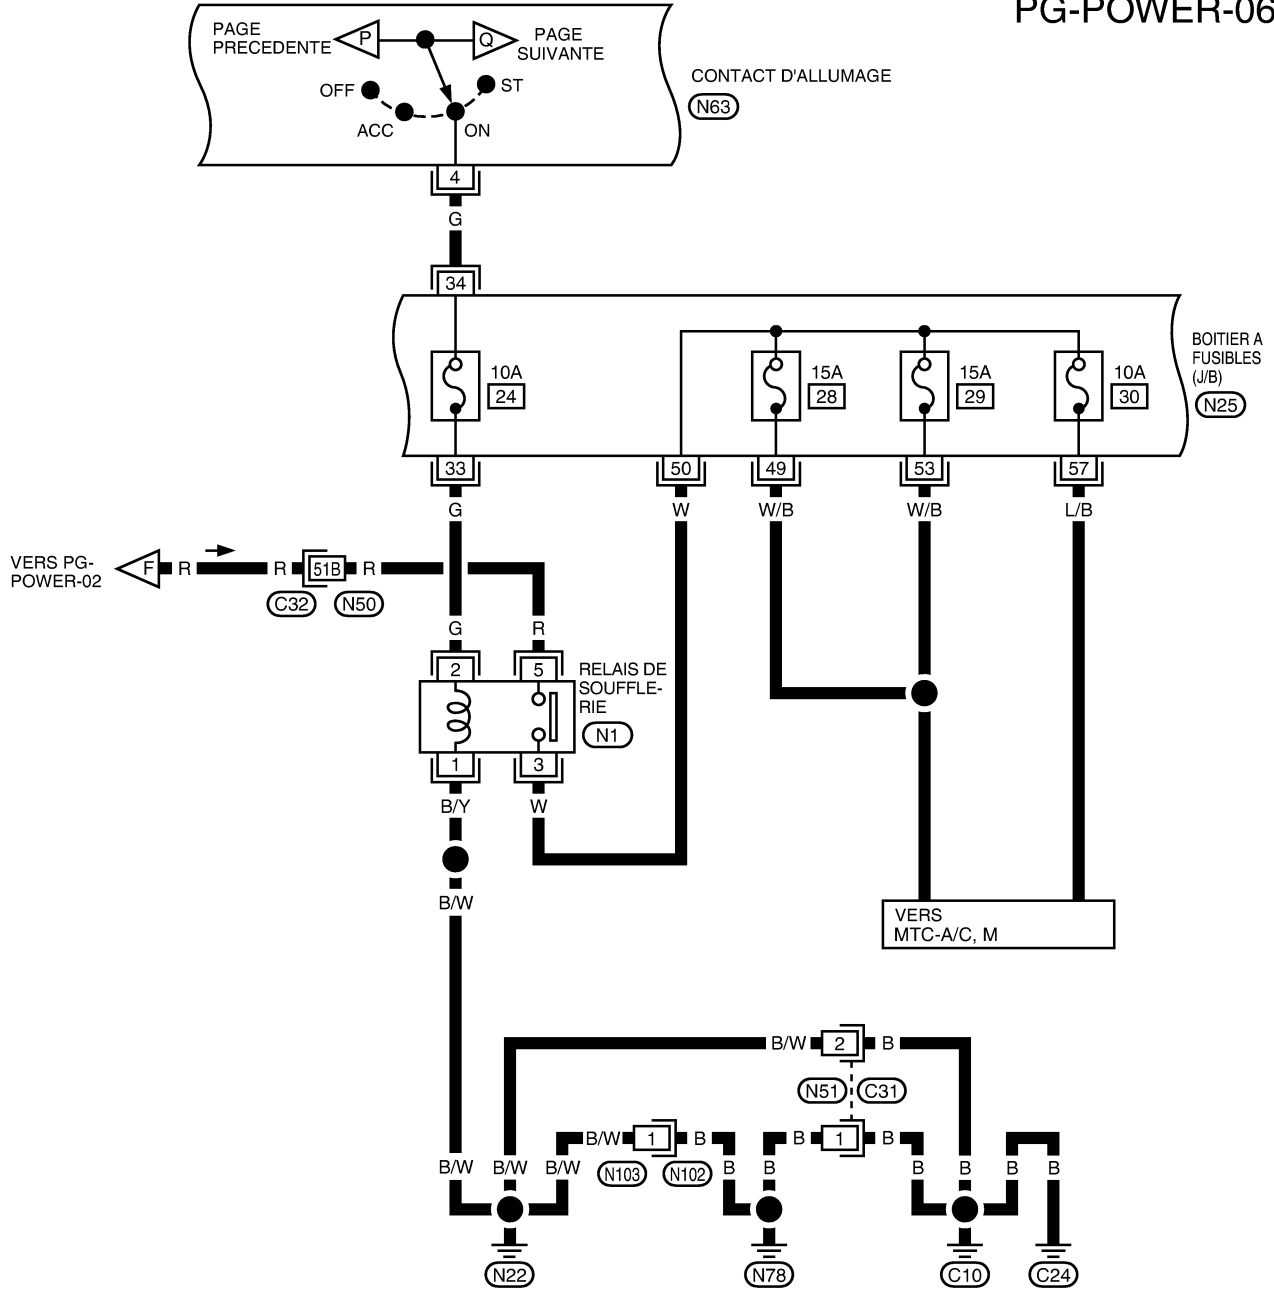 PG-POWER-06
PAGE
PRECEDENTE
P
Q
PAGE
SUIVANTE
OFF
ST
ACC
ON
CONTACT D'ALLUMAGE
N63
4
G
34
10A
24
15A
28
15A
29
10A
30
BOITIER A
FUSIBLES
(J/B)
N25
33
50
49
53
57
G
W
W/B
W/B
L/B
VERS PG-
POWER-02
F
R
R
51B
R
C32
N50
G
R
2
5
RELAIS DE
SOUFFLE-
RIE
N1
1
3
B/Y
W
B/W
VERS
MTC-A/C, M
B/W
2
B
N51
C31
B/W
1
B
B
1
B
N103
N102
B/W
B/W
B/W
B
B
B
B
B
B
N22
N78
C10
C24